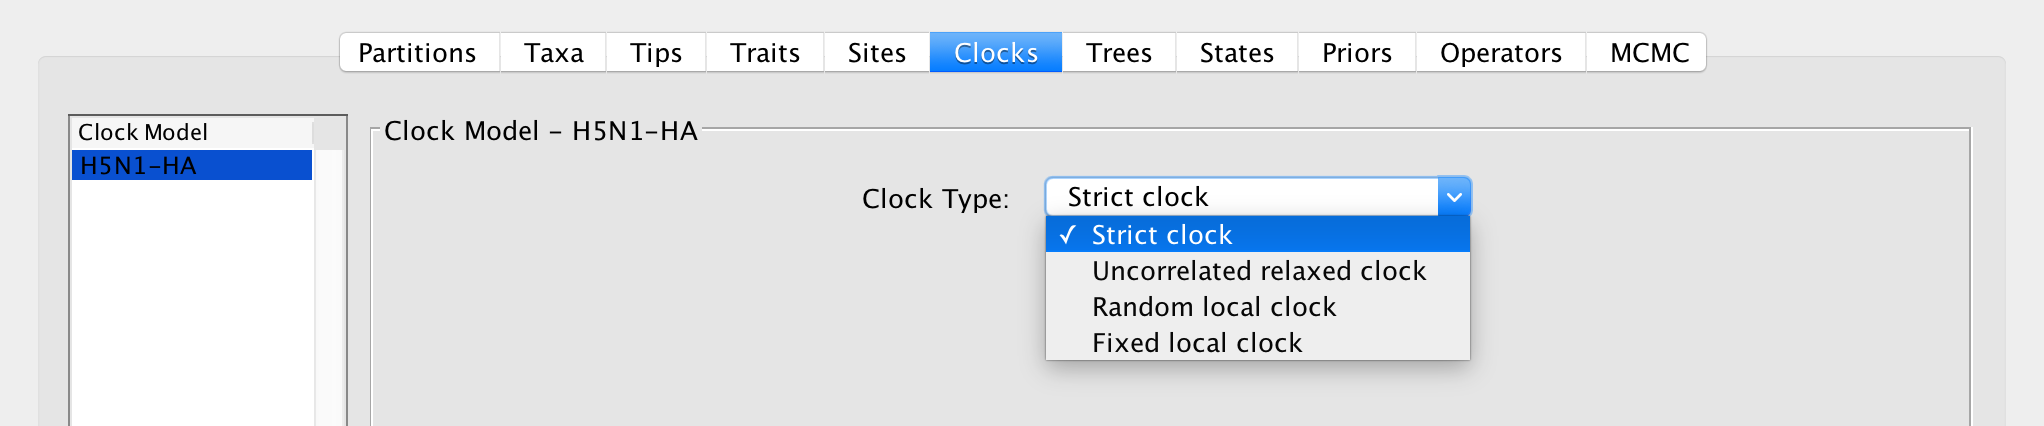 Partitions Taxa Tips Traits Sites Clocks Trees States Priors Operators MCMC
Clock Model
H5N1-HA
Clock Model - H5N1-HA
Clock Type: Strict clock
✓ Strict clock
Uncorrelated relaxed clock
Random local clock
Fixed local clock